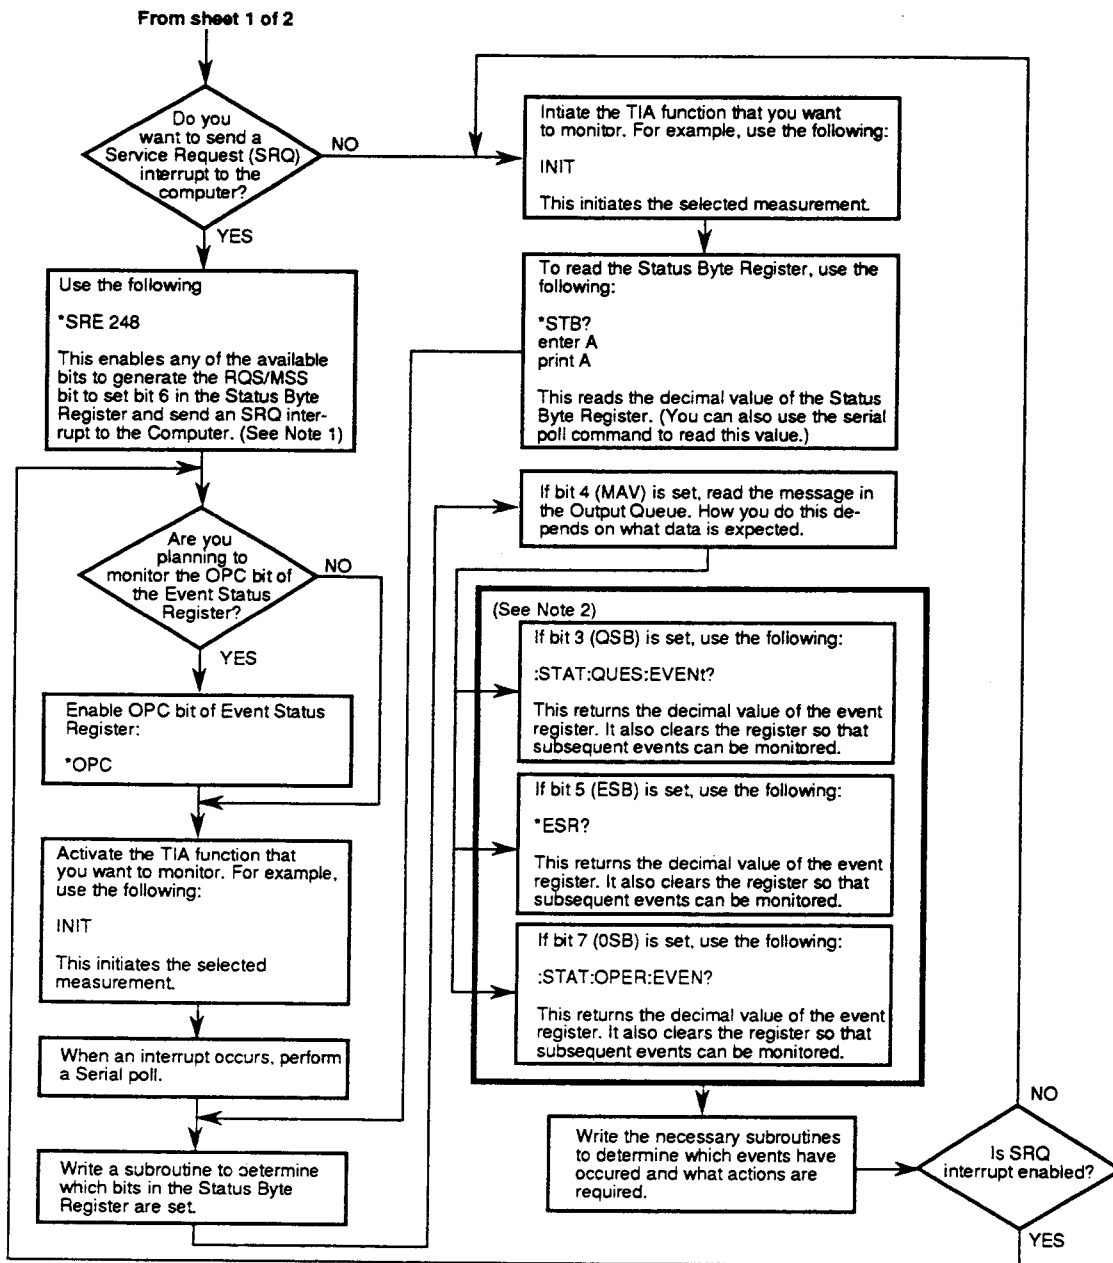 From sheet 1 of 2
Do you
want to send a
Service Request (SRQ)
interrupt to the
computer?
NO
YES
Use the following
*SRE 248
This enables any of the available
bits to generate the RQS/MSS
bit to set bit 6 in the Status Byte
Register and send an SRQ inter-
rupt to the Computer. (See Note 1)
Are you
planning to
monitor the OPC bit of
the Event Status
Register?
NO
YES
Enable OPC bit of Event Status
Register:
*OPC
Activate the TIA function that
you want to monitor. For example,
use the following:
INIT
This initiates the selected
measurement.
When an interrupt occurs, perform
a Serial poll.
Write a subroutine to determine
which bits in the Status Byte
Register are set.
Intiate the TIA function that you want
to monitor. For example, use the following:
INIT
This initiates the selected measurement.
To read the Status Byte Register, use the
following:
*STB?
enter A
print A
This reads the decimal value of the Status
Byte Register. (You can also use the serial
poll command to read this value.)
If bit 4 (MAV) is set, read the message in
the Output Queue. How you do this de-
pends on what data is expected.
(See Note 2)
If bit 3 (QSB) is set, use the following:
:STAT:QUES:EVENt?
This returns the decimal value of the event
register. It also clears the register so that
subsequent events can be monitored.
If bit 5 (ESB) is set, use the following:
*ESR?
This returns the decimal value of the event
register. It also clears the register so that
subsequent events can be monitored.
If bit 7 (0SB) is set, use the following:
:STAT:OPER:EVEN?
This returns the decimal value of the event
register. It also clears the register so that
subsequent events can be monitored.
Write the necessary subroutines
to determine which events have
occured and what actions are
required.
Is SRQ
interrupt enabled?
NO
YES